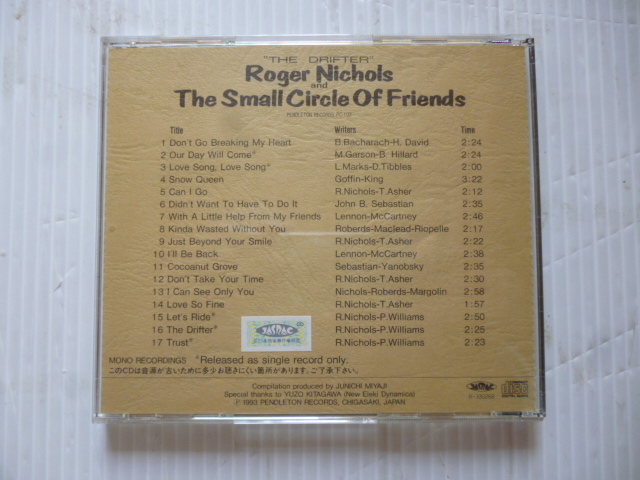 "THE DRIFTER"
Roger Nichols
and
The Small Circle Of Friends
PENDLETON RECORDS
Title Writers Time
1 Don't Go Breaking My Heart B.Bacharach-H. David 2:24
2 Our Day Will Come* M.Garson-B. Hillard 2:24
3 Love Song, Love Song* L.Marks-D.Tibbles 2:00
4 Snow Queen Goffin-King 3:22
5 Can I Go R.Nichols-T.Asher 2:12
6 Didn't Want To Have To Do It John B. Sebastian 2:35
7 With A Little Help From My Friends Lennon-McCartney 2:46
8 Kinda Wasted Without You Roberds-Maclead-Riopelle 2:17
9 Just Beyond Your Smile R.Nichols-T.Asher 2:22
10 I'll Be Back Lennon-McCartney 2:38
11 Cocoanut Grove Sebastian-Yanobsky 2:35
12 Don't Take Your Time R.Nichols-T.Asher 2:30
13 I Can See Only You Nichols-Roberds-Margolin 2:58
14 Love So Fine R.Nichols-T.Asher 1:57
15 Let's Ride* R.Nichols-P.Williams 2:50
16 The Drifter* R.Nichols-P.Williams 2:25
17 Trust* R.Nichols-P.Williams 2:23
JASRAC
MONO RECORDINGS *Released as single record only.
このCDは音源が古いために多少お聴きにくい箇所があります。ご了承下さい。
Compilation produced by JUNICHI MIYAJI
Special thanks to YUZO KITAGAWA (New Eleki Dynamica)
℗ 1993 PENDLETON RECORDS, CHIGASAKI, JAPAN
JASRAC